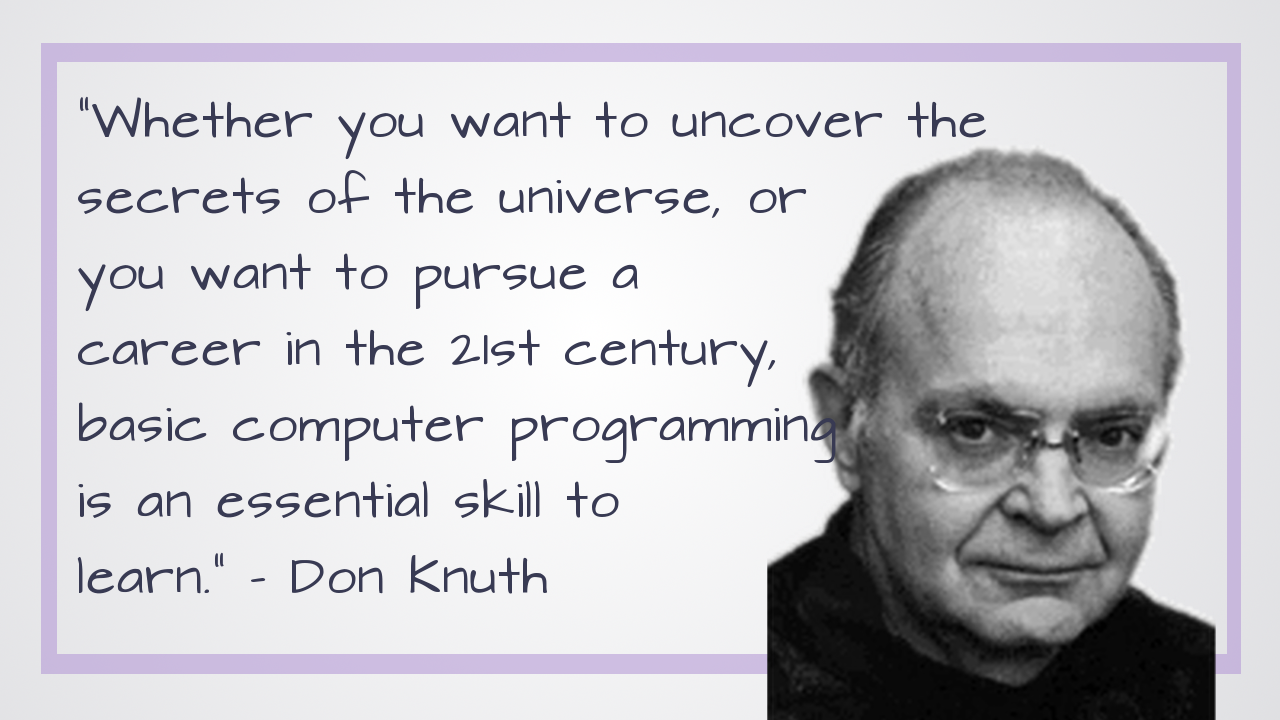 "Whether you want to uncover the
secrets of the universe, or
you want to pursue a
career in the 21st century,
basic computer programming
is an essential skill to
learn." - Don Knuth